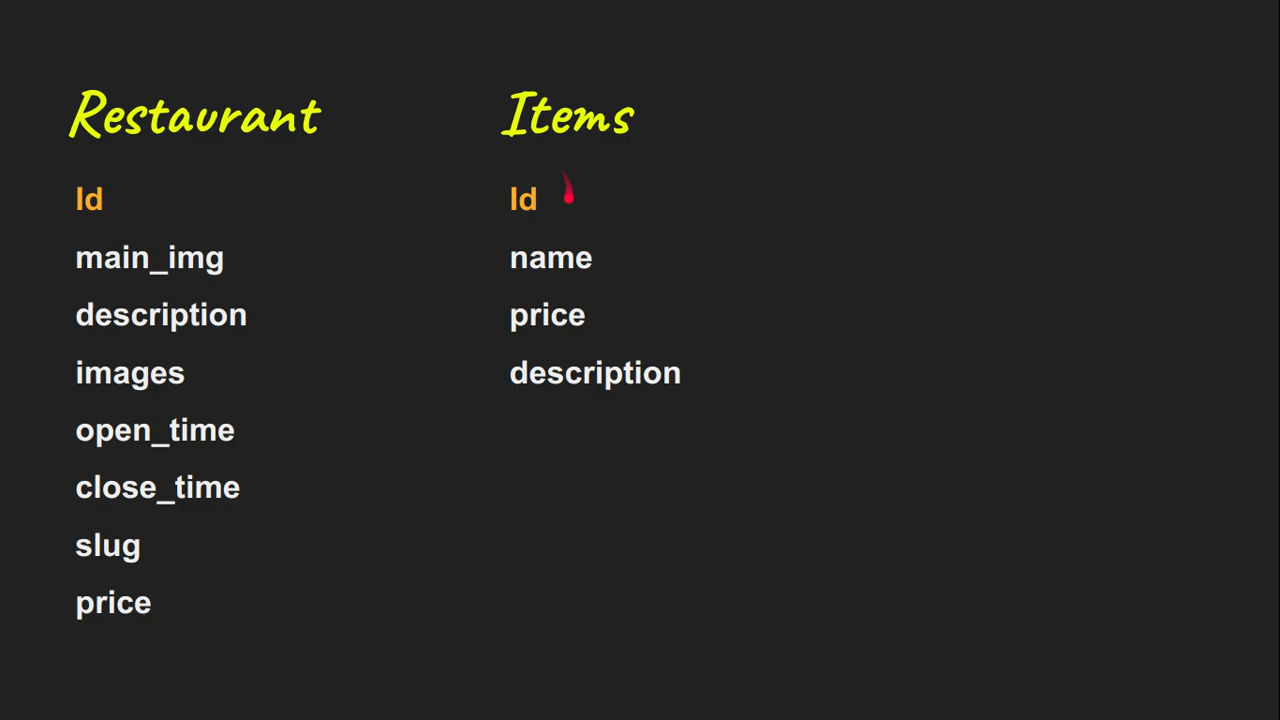 Restaurant
Id
main_img
description
images
open_time
close_time
slug
price
Items
Id
name
price
description